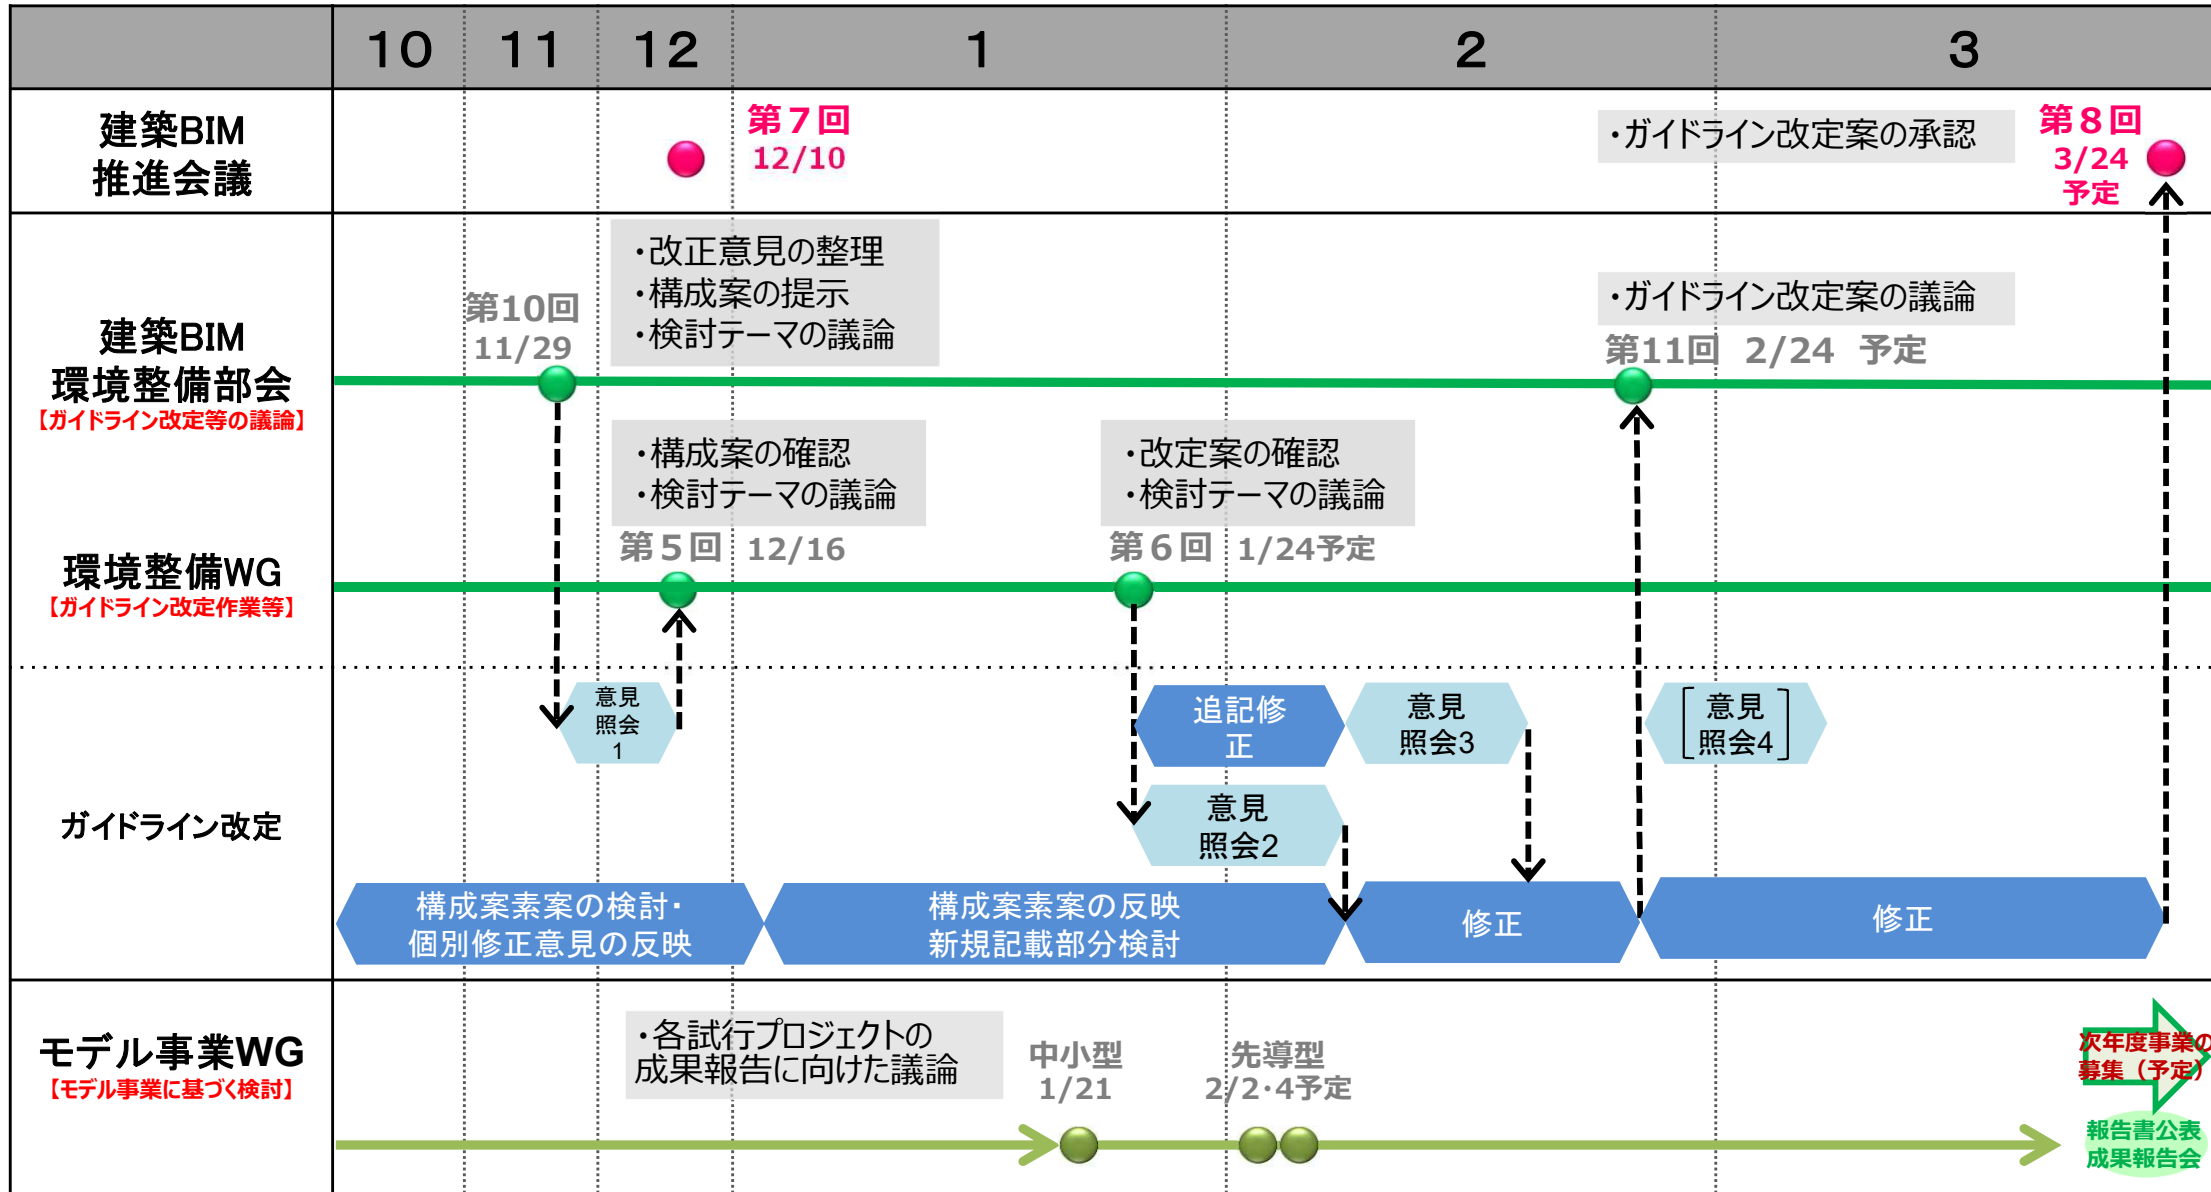 10 11 12 1 2 3
建築BIM
推進会議
第７回
12/10
・ガイドライン改定案の承認
第８回
3/24
予定
建築BIM
環境整備部会
【ガイドライン改定等の議論】
第10回
11/29
・改正意見の整理
・構成案の提示
・検討テーマの議論
・ガイドライン改定案の議論
第11回 2/24 予定
環境整備WG
【ガイドライン改定作業等】
・構成案の確認
・検討テーマの議論
第５回 12/16
・改定案の確認
・検討テーマの議論
第６回 1/24予定
ガイドライン改定
意見
照会
1
追記修
正
意見
照会3
意見
照会4
意見
照会2
構成案素案の検討・
個別修正意見の反映
構成案素案の反映
新規記載部分検討
修正
修正
モデル事業WG
【モデル事業に基づく検討】
・各試行プロジェクトの
成果報告に向けた議論
中小型
1/21
先導型
2/2・4予定
次年度事業の
募集（予定）
報告書公表
成果報告会